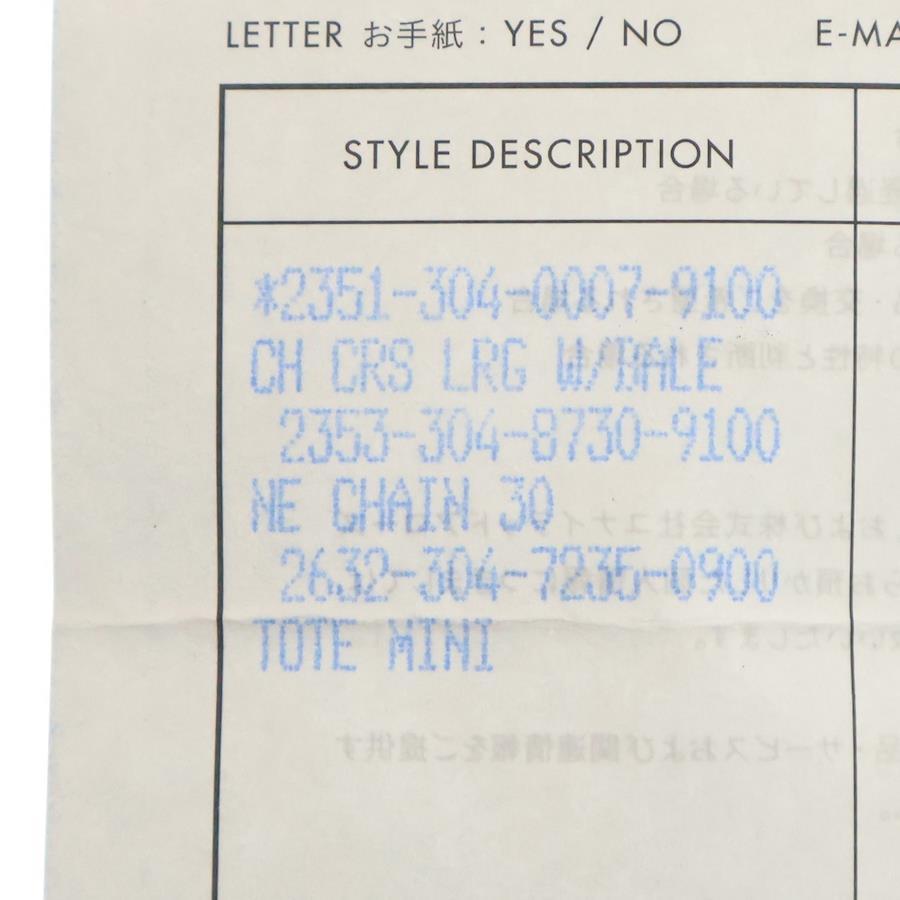 LETTER お手紙 : YES / NO E-MA
STYLE DESCRIPTION
*2351-304-0007-9100
CH CRS LRG W/BALE
2353-304-8730-9100
NE CHAIN 30
2632-304-7235-0900
TOTE MINI